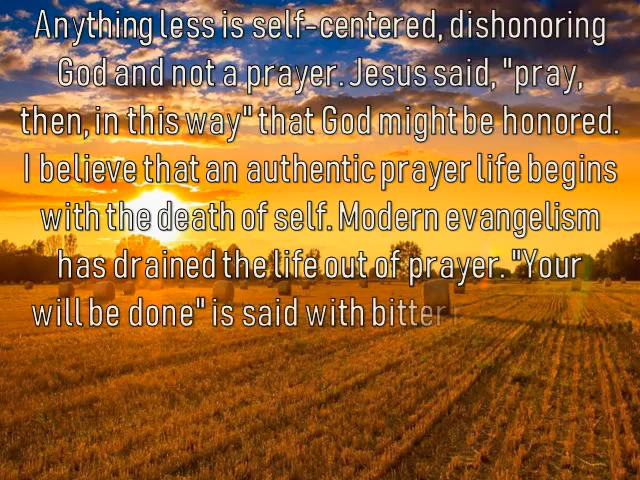 Anything less is self-centered, dishonoring
God and not a prayer. Jesus said, "pray,
then, in this way" that God might be honored.
I believe that an authentic prayer life begins
with the death of self. Modern evangelism
has drained the life out of prayer. "Your
will be done" is said with bitter